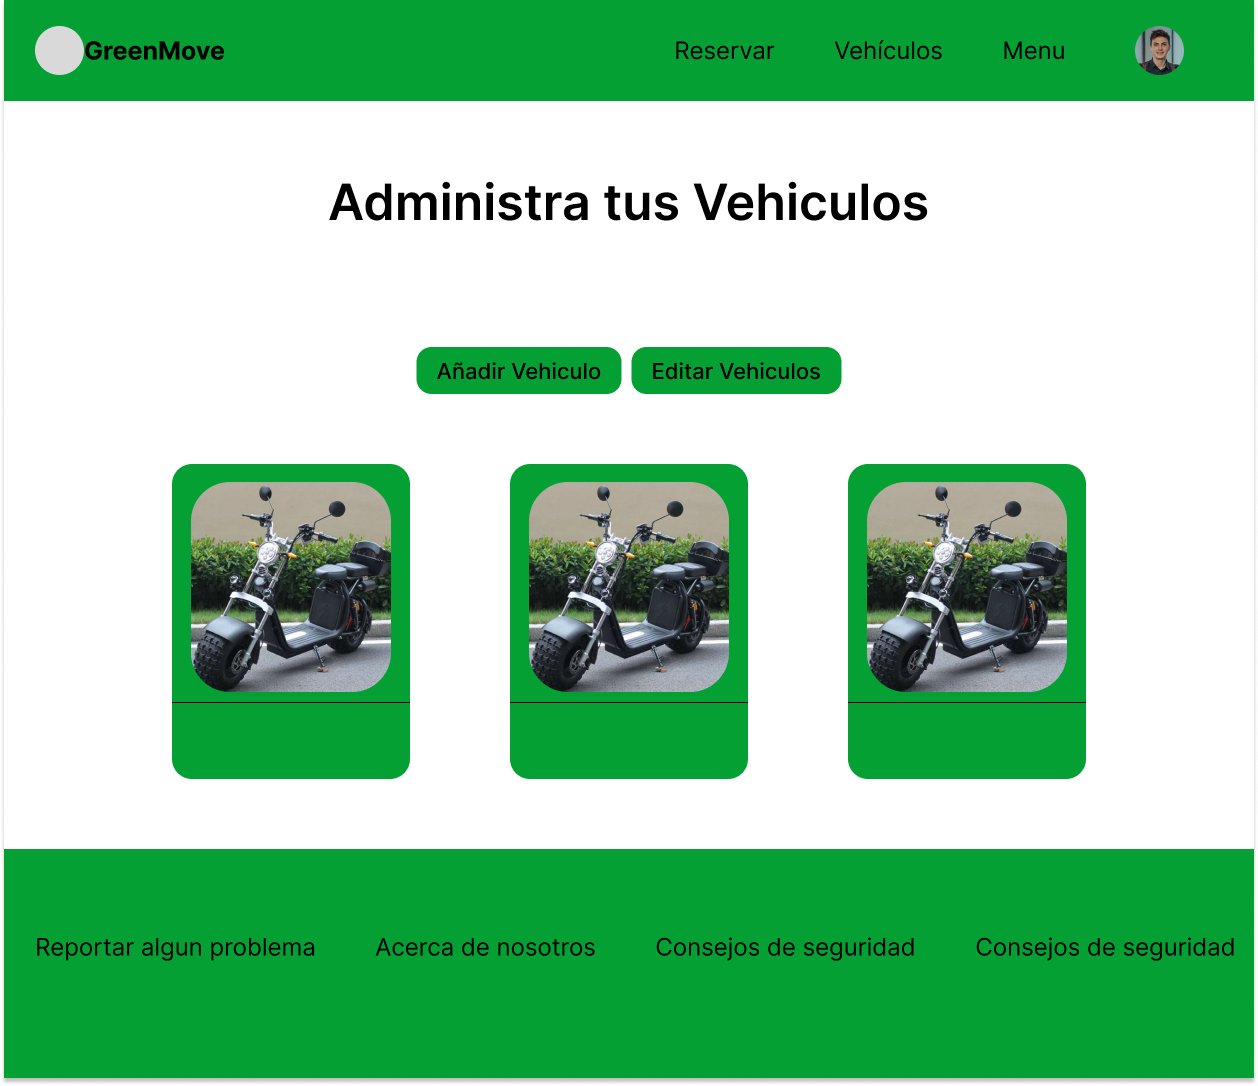 GreenMove Reservar Vehículos Menu
Administra tus Vehiculos
Añadir Vehiculo Editar Vehiculos
Reportar algun problema Acerca de nosotros Consejos de seguridad Consejos de seguridad